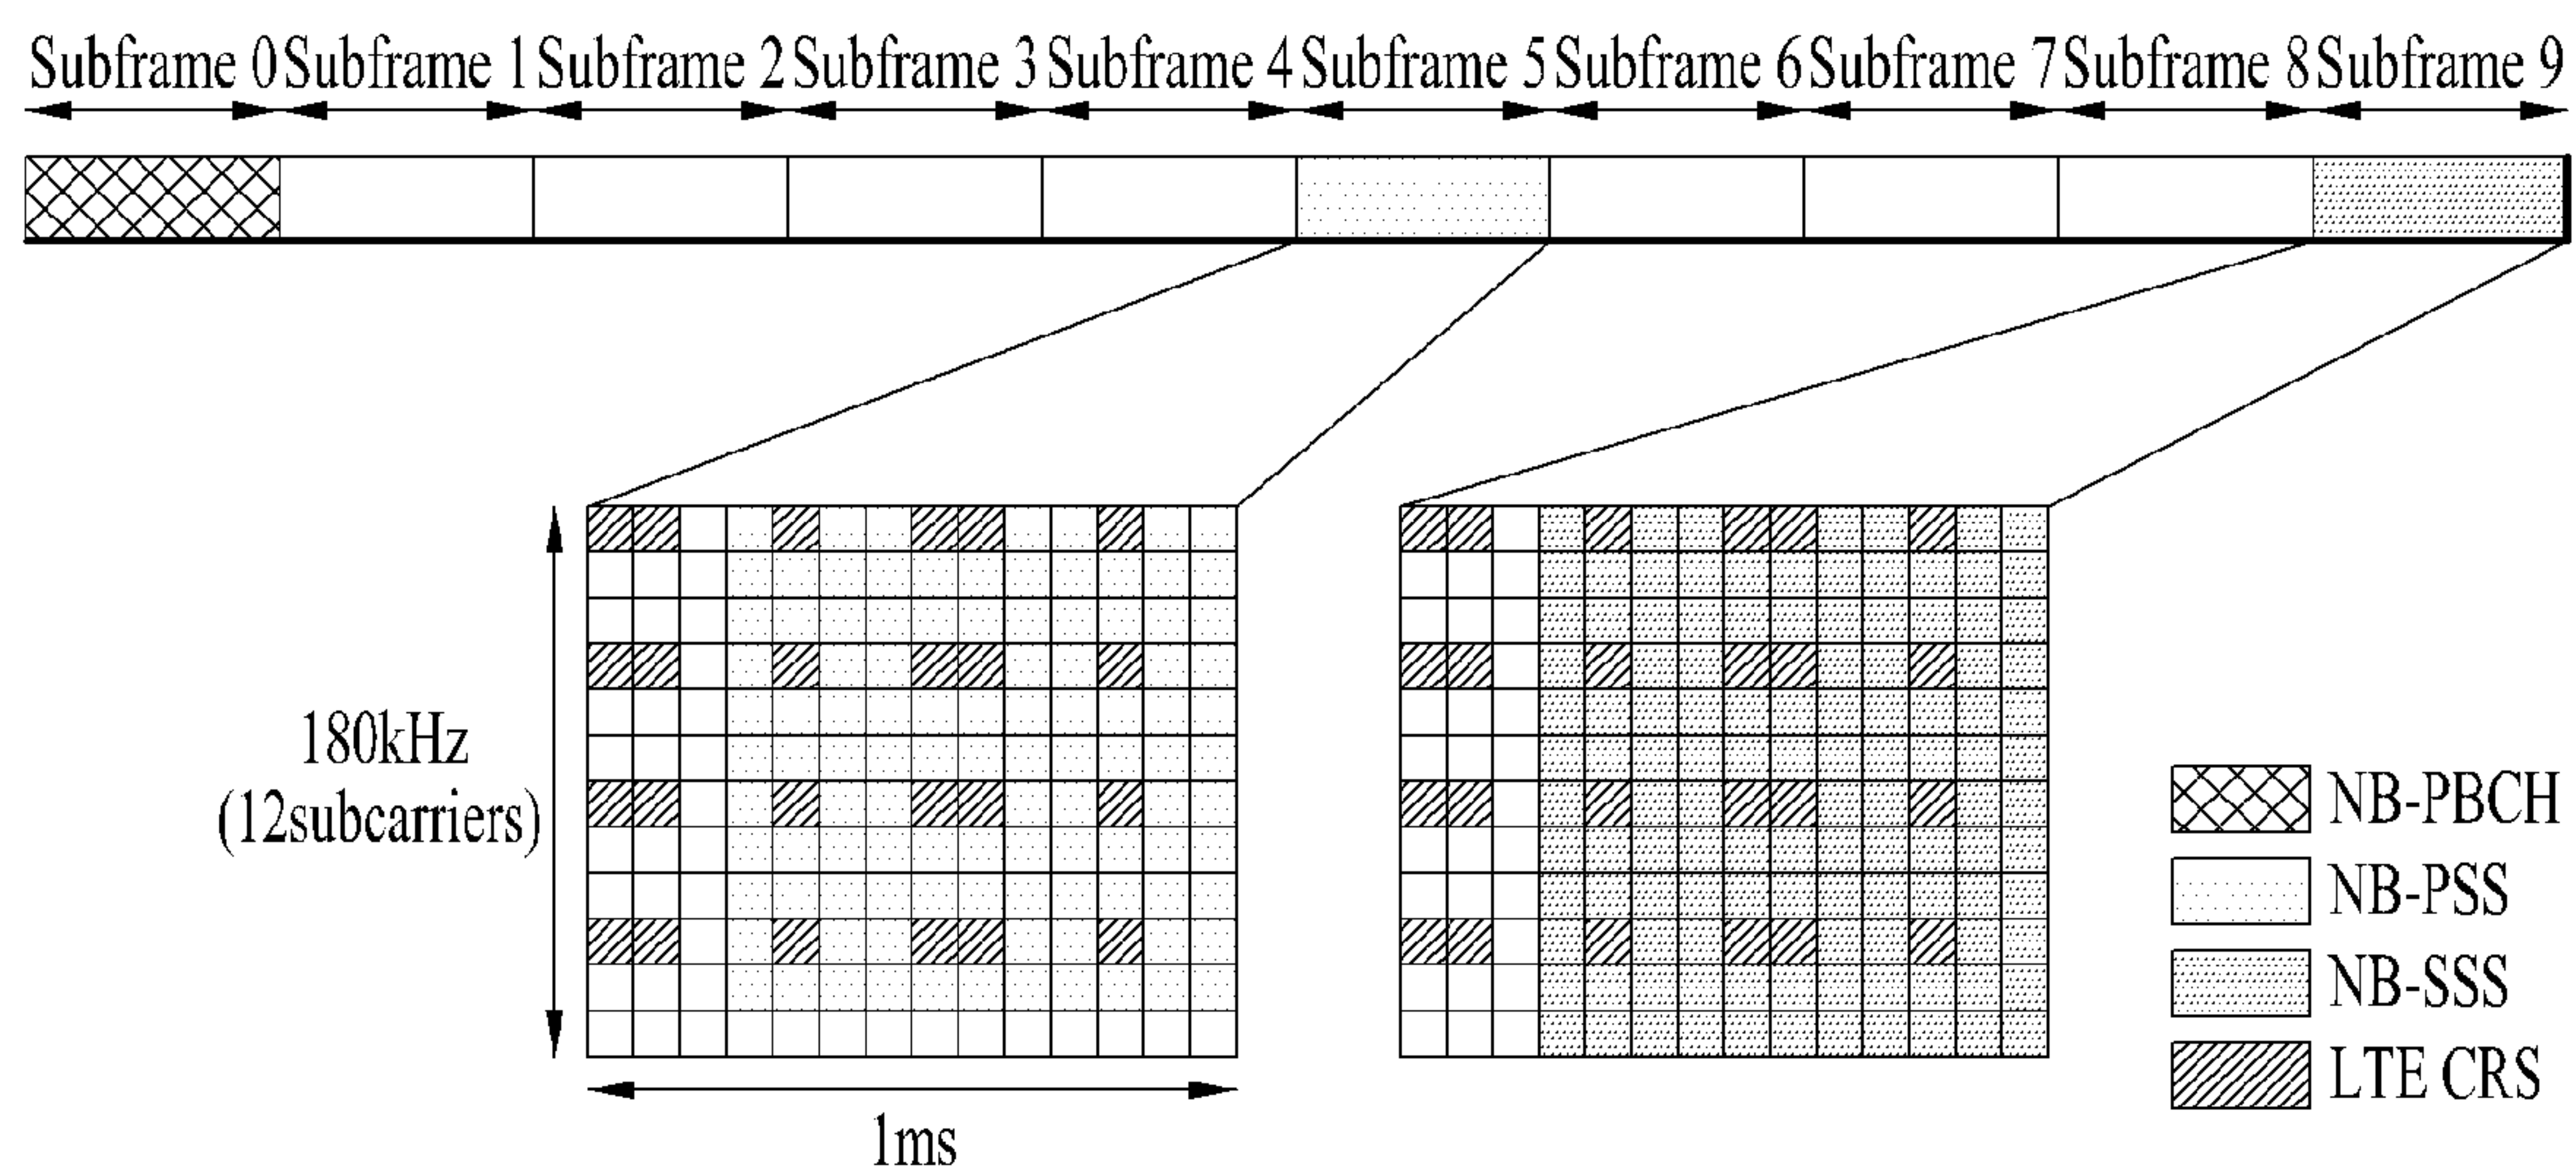 Subframe 0 Subframe 1 Subframe 2 Subframe 3 Subframe 4 Subframe 5 Subframe 6 Subframe 7 Subframe 8 Subframe 9
180kHz
(12subcarriers)
1ms
NB-PBCH
NB-PSS
NB-SSS
LTE CRS